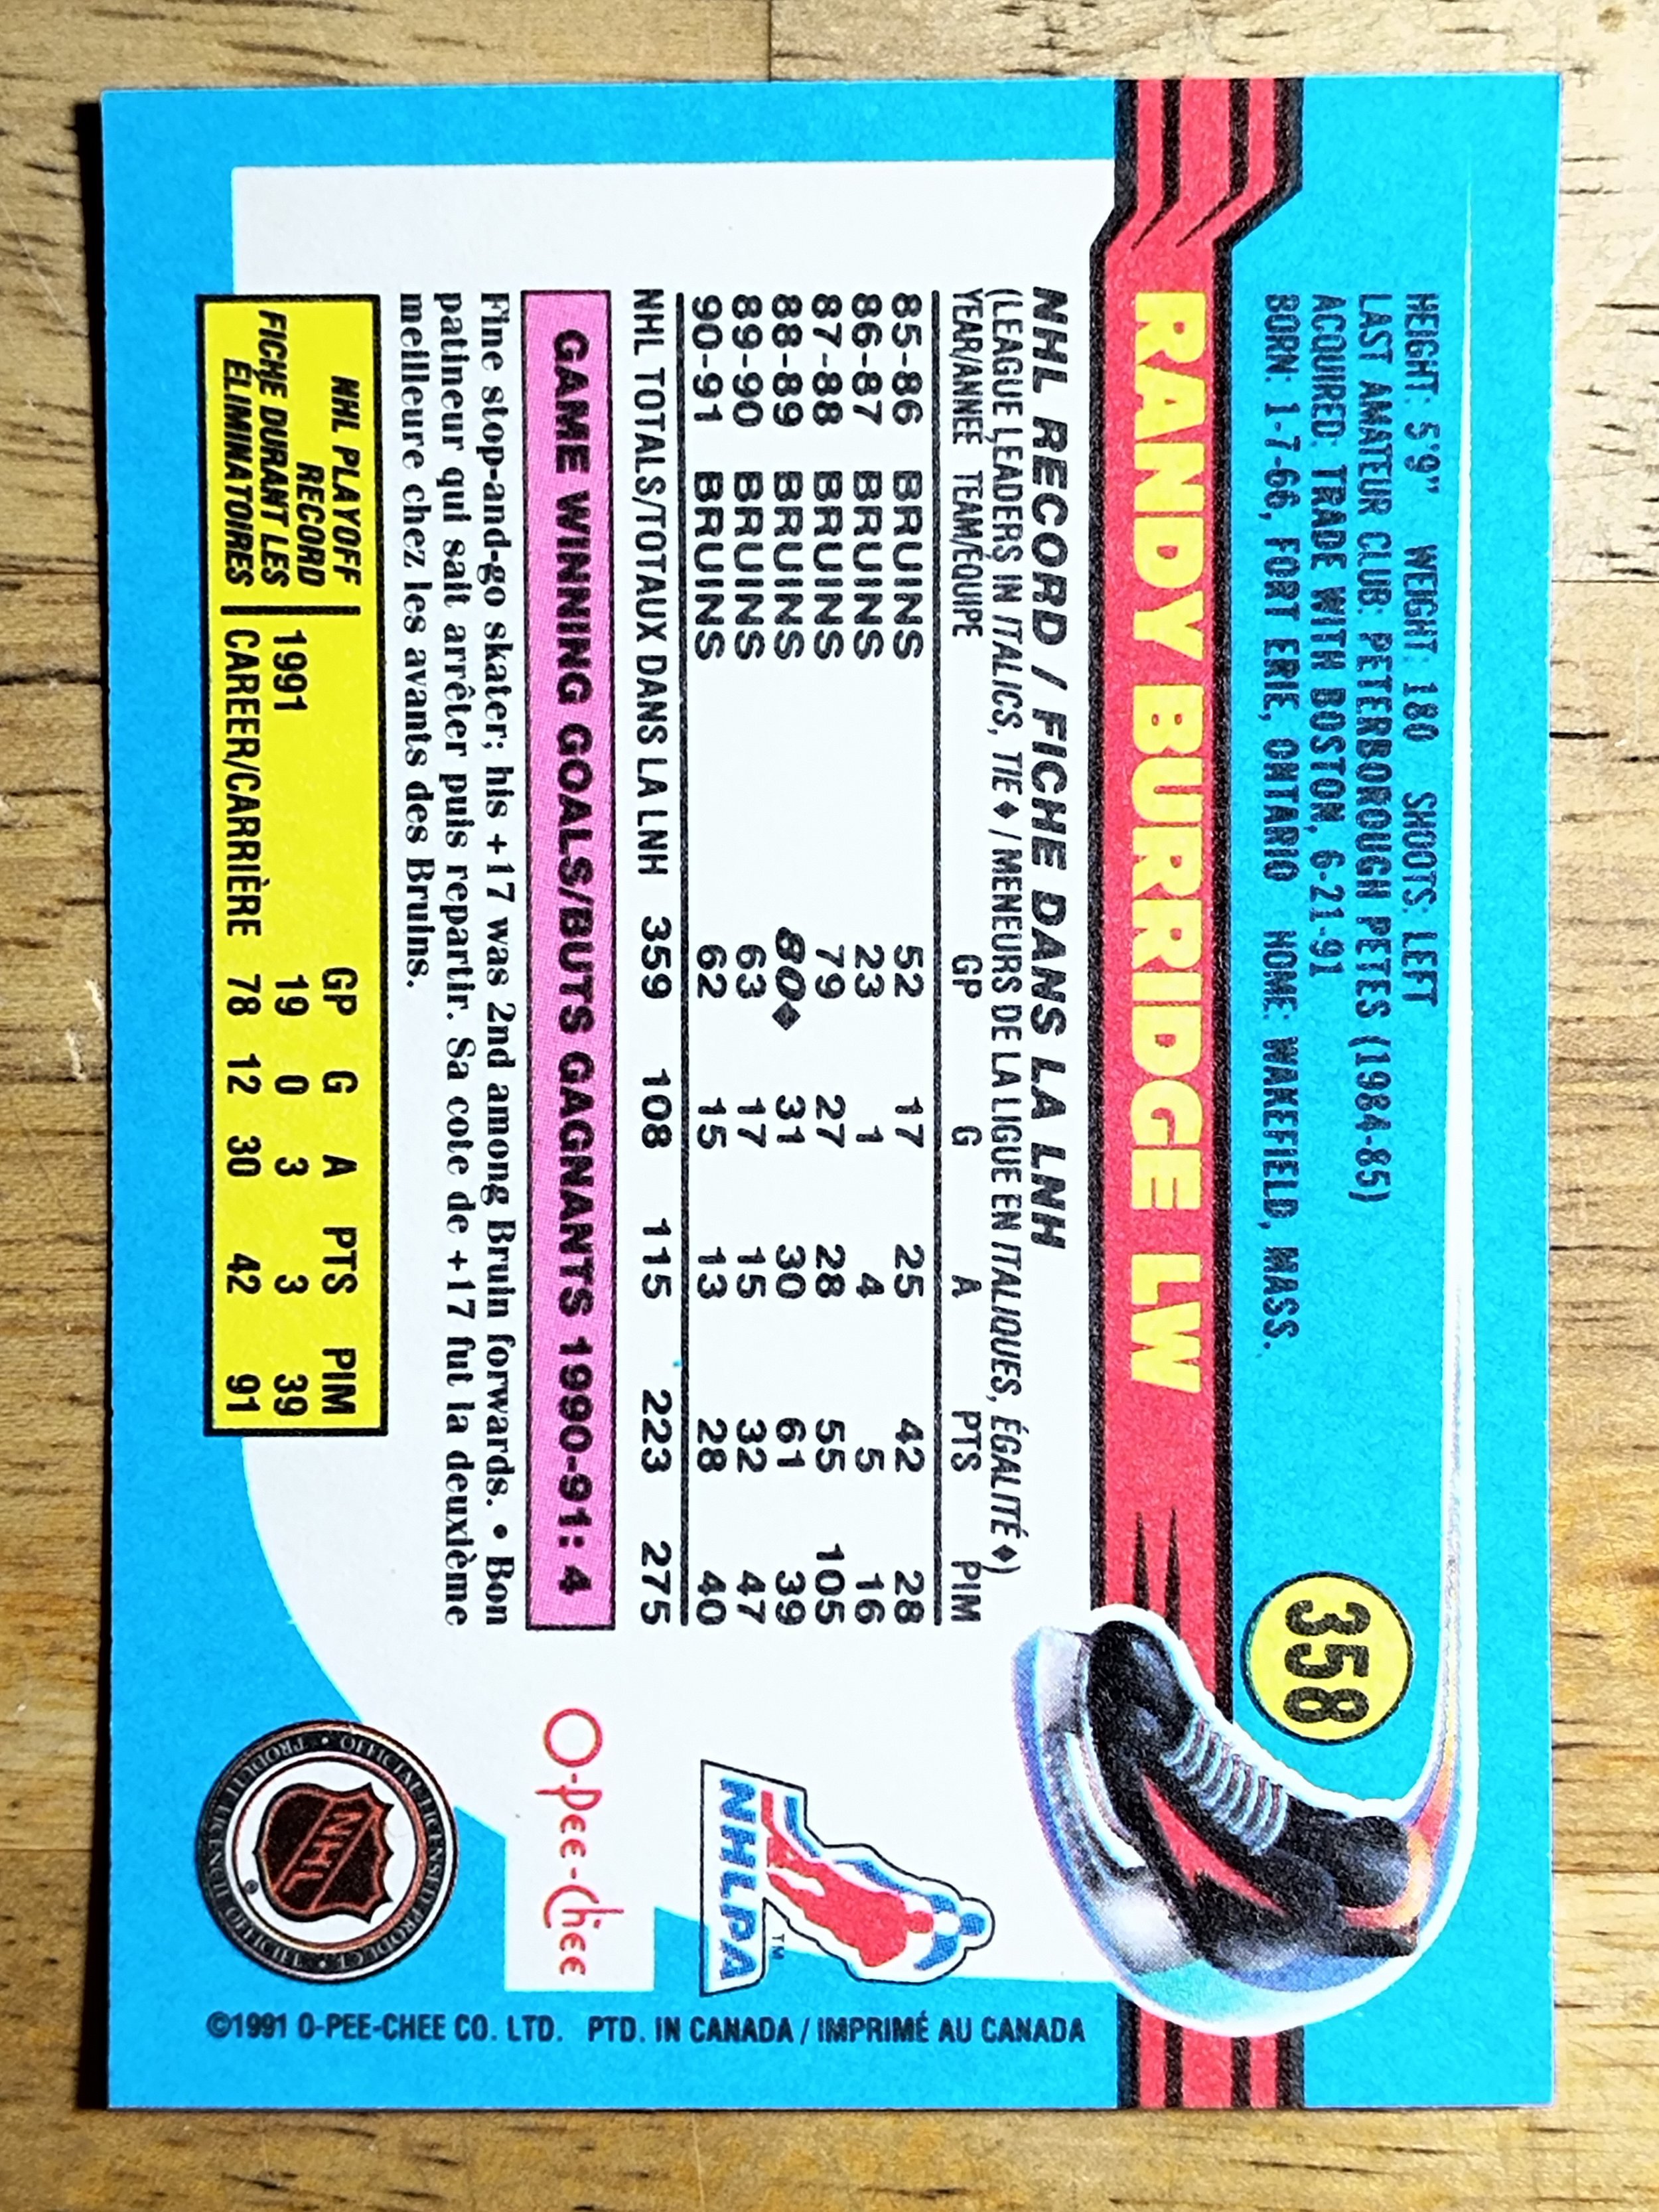 HEIGHT: 5'9" WEIGHT: 180 SHOOTS: LEFT
LAST AMATEUR CLUB: PETERBOROUGH PETES (1984-85)
ACQUIRED: TRADE WITH BOSTON, 6-21-91
BORN: 1-7-66, FORT ERIE, ONTARIO HOME: WAKEFIELD, MASS.
358
RANDY BURRIDGE LW
NHL RECORD / FICHE DANS LA LNH
(LEAGUE LEADERS IN ITALICS, TIE ♦ / MENEURS DE LA LIGUE EN ITALIQUES, ÉGALITÉ ♦)
YEAR/ANNÉE TEAM/ÉQUIPE GP G A PTS PIM
85-86 BRUINS 52 17 25 42 28
86-87 BRUINS 23 1 4 5 16
87-88 BRUINS 79 27 28 55 105
88-89 BRUINS 80♦ 31 30 61 39
89-90 BRUINS 63 17 15 32 47
90-91 BRUINS 62 15 13 28 40
NHL TOTALS/TOTAUX DANS LA LNH 359 108 115 223 275
GAME WINNING GOALS/BUTS GAGNANTS 1990-91: 4
Fine stop-and-go skater; his +17 was 2nd among Bruin forwards. • Bon
patineur qui sait arrêter puis repartir. Sa cote de +17 fut la deuxième
meilleure chez les avants des Bruins.
NHL PLAYOFF
RECORD
FICHE DURANT LES
ÉLIMINATOIRES
GP G A PTS PIM
1991 19 0 3 3 39
CAREER/CARRIÈRE 78 12 30 42 91
NHLPA
TM
O-Pee-Chee
OFFICIAL LICENSED PRODUCT • PRODUIT LICENCIÉ OFFICIEL •
NHL
®
©1991 O-PEE-CHEE CO. LTD. PTD. IN CANADA / IMPRIMÉ AU CANADA